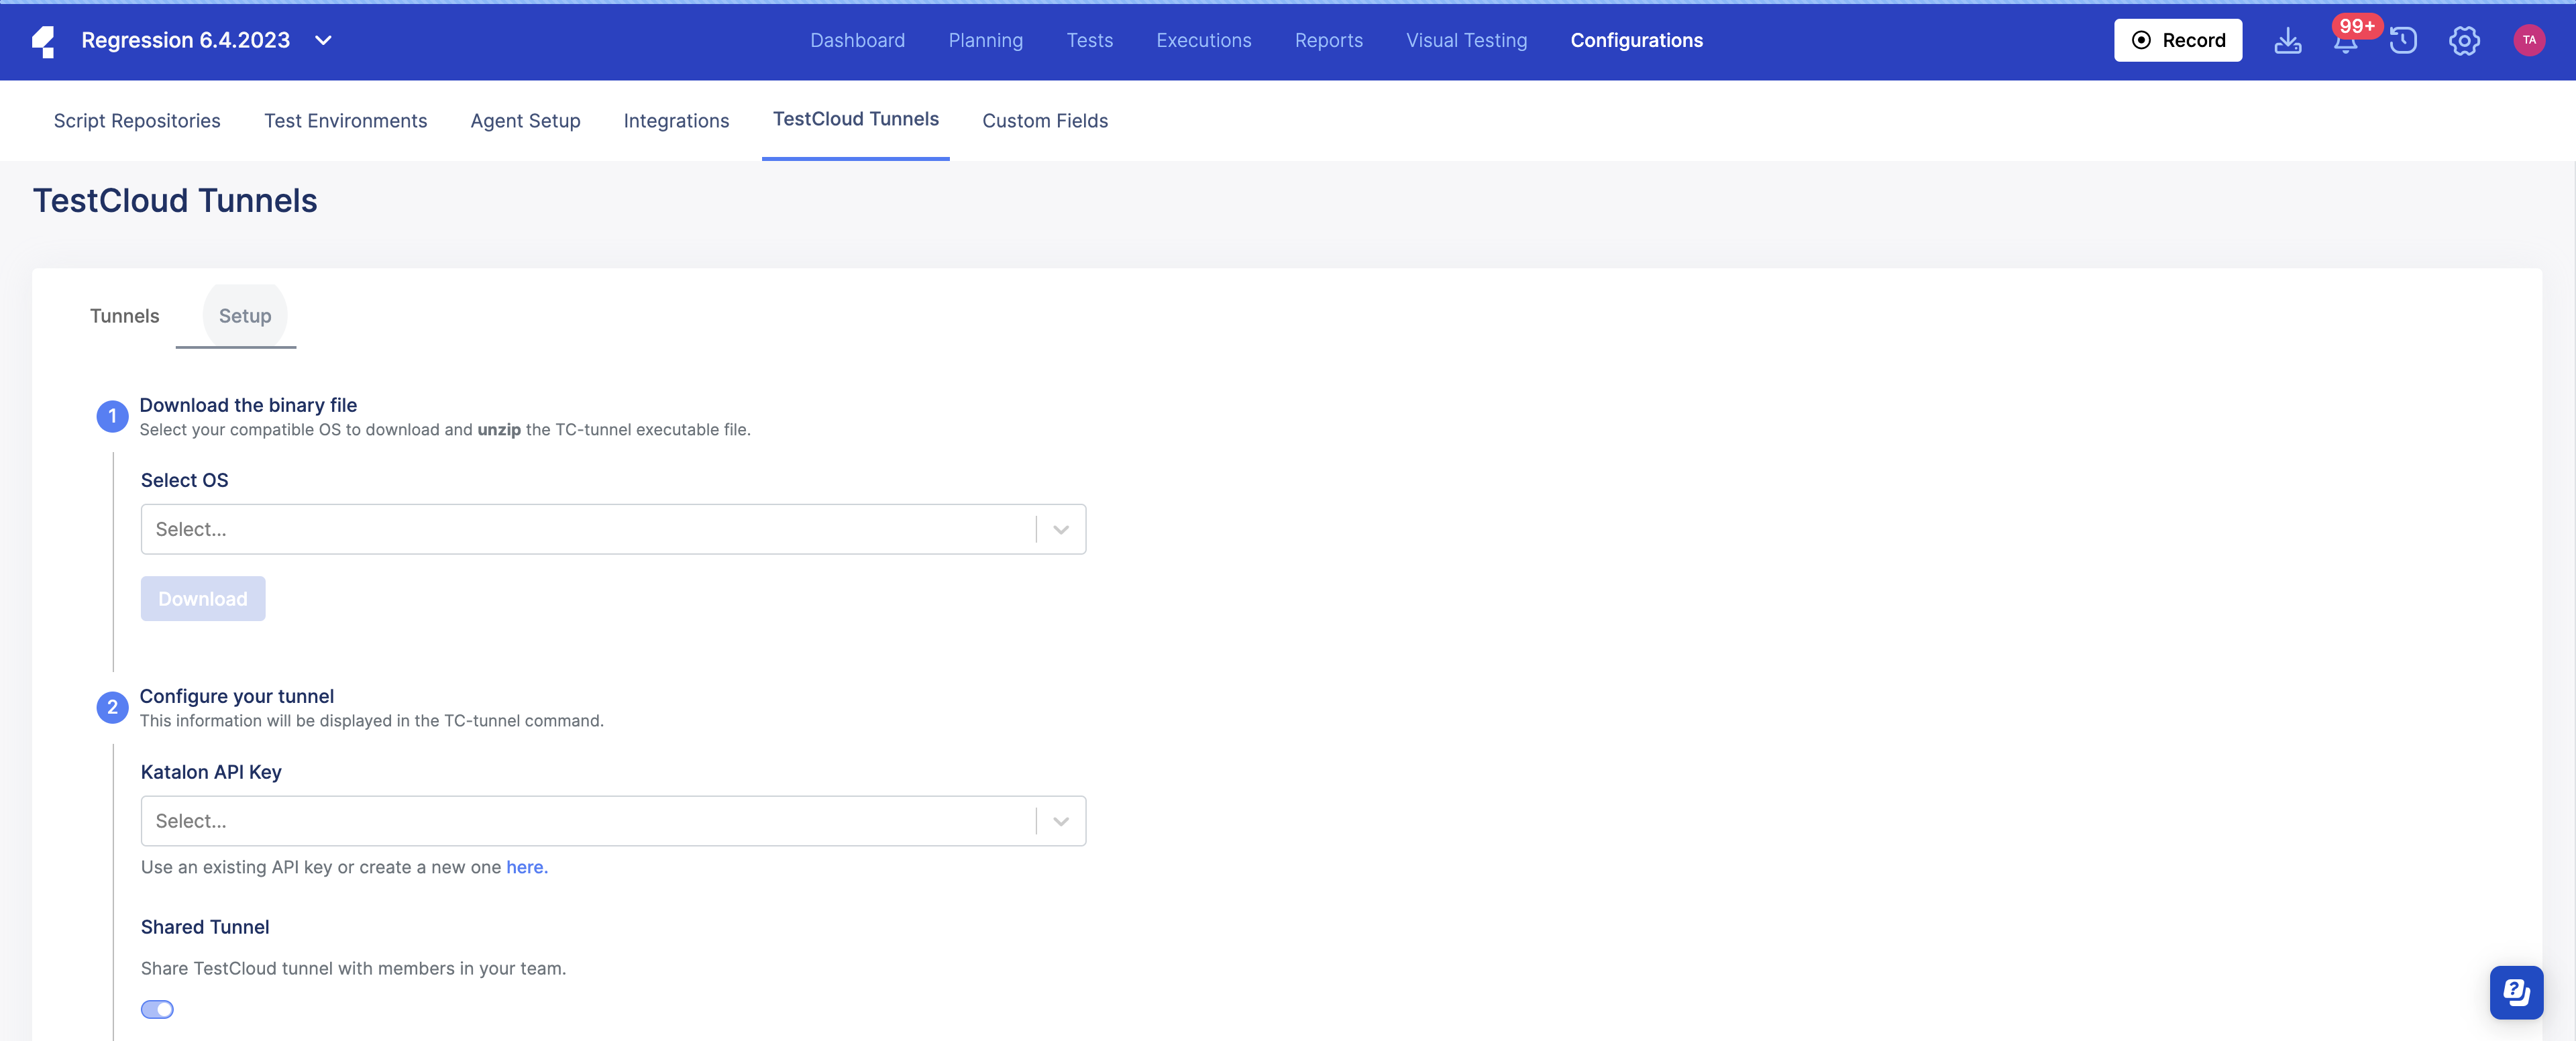 Regression 6.4.2023
Dashboard Planning Tests Executions Reports Visual Testing Configurations
Record
99+
TA
Script Repositories Test Environments Agent Setup Integrations TestCloud Tunnels Custom Fields
TestCloud Tunnels
Tunnels Setup
1 Download the binary file
Select your compatible OS to download and unzip the TC-tunnel executable file.
Select OS
Select...
Download
2 Configure your tunnel
This information will be displayed in the TC-tunnel command.
Katalon API Key
Select...
Use an existing API key or create a new one here.
Shared Tunnel
Share TestCloud tunnel with members in your team.
?